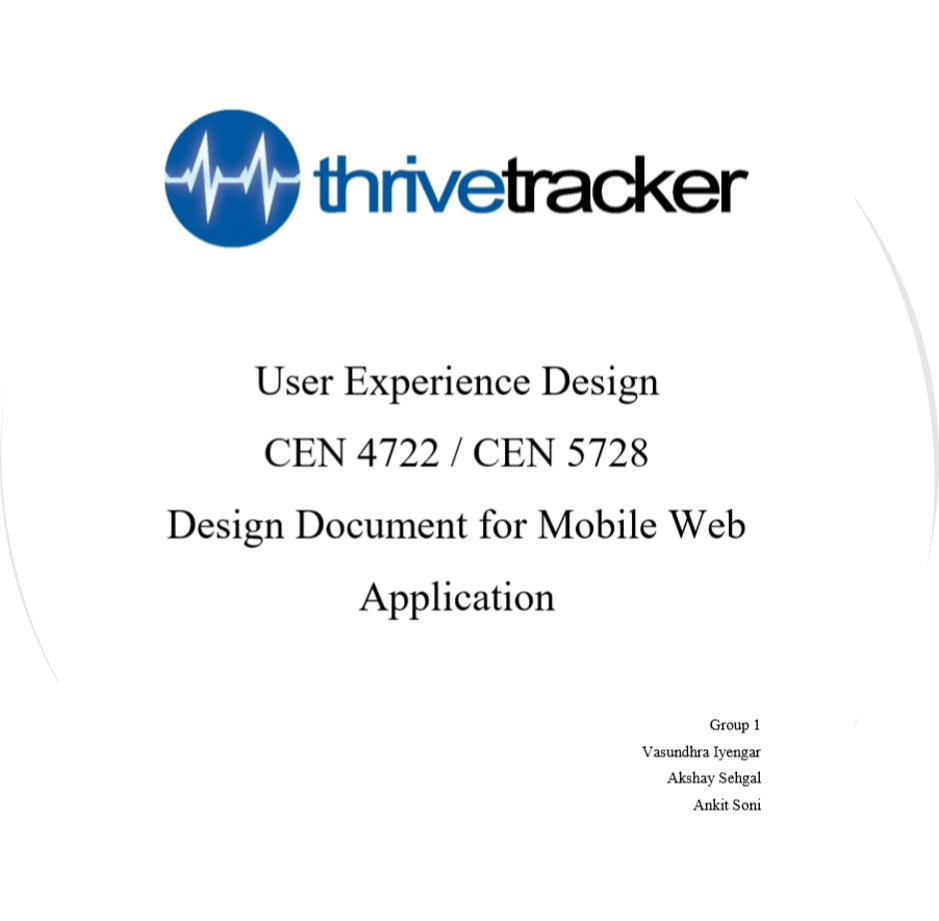 thrivetracker
User Experience Design
CEN 4722 / CEN 5728
Design Document for Mobile Web
Application
Group 1
Vasundhra Iyengar
Akshay Sehgal
Ankit Soni